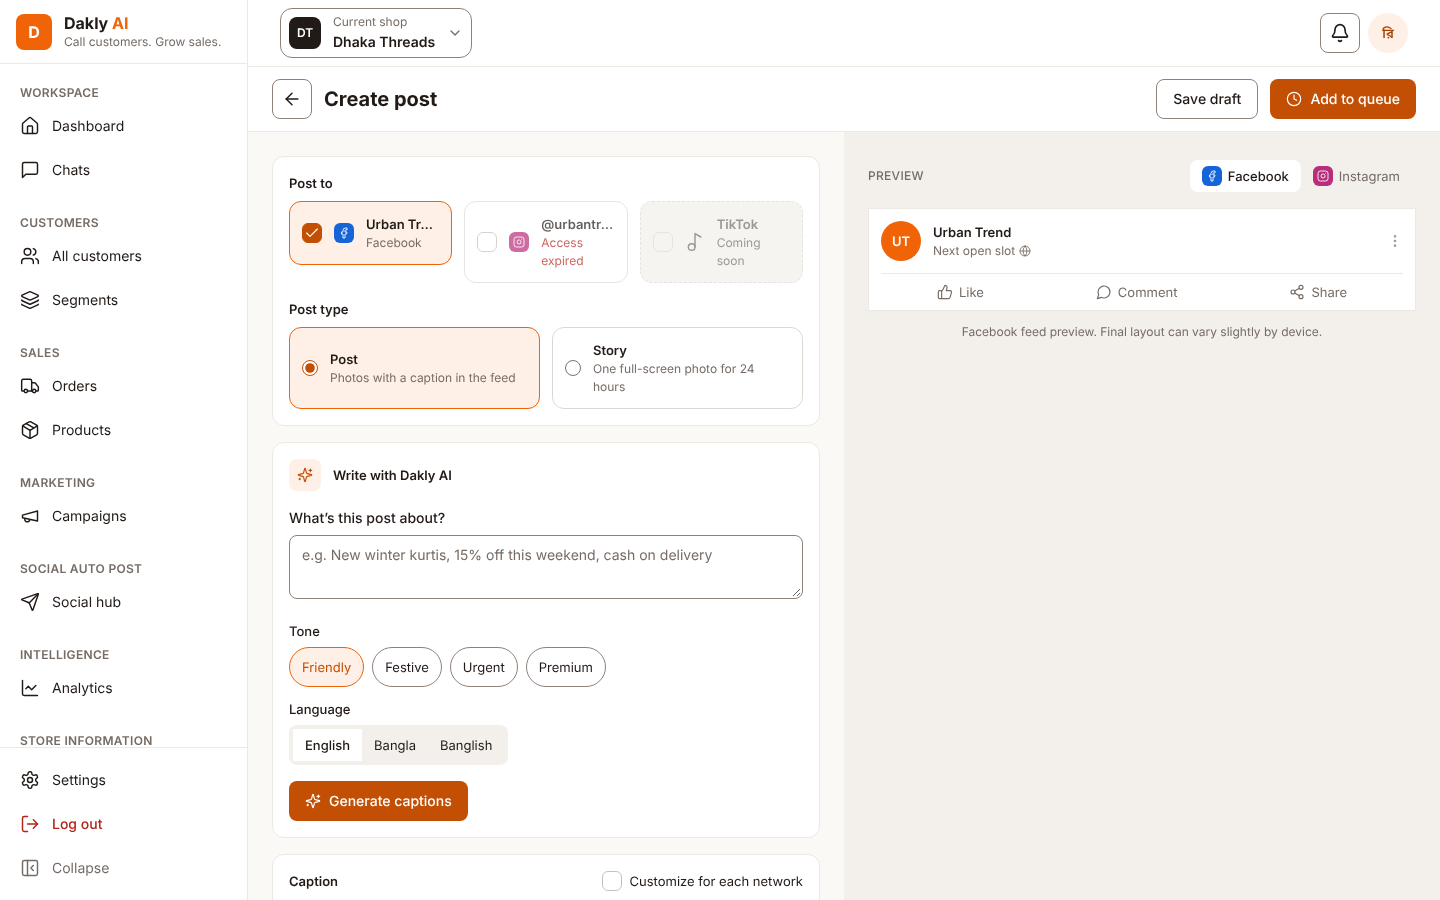 D
Dakly AI
Call customers. Grow sales.
WORKSPACE
Dashboard
Chats
CUSTOMERS
All customers
Segments
SALES
Orders
Products
MARKETING
Campaigns
SOCIAL AUTO POST
Social hub
INTELLIGENCE
Analytics
STORE INFORMATION
Settings
Log out
Collapse
DT
Current shop
Dhaka Threads
রি
Create post
Save draft
Add to queue
Post to
Urban Tr...
Facebook
@urbantr...
Access
expired
TikTok
Coming
soon
Post type
Post
Photos with a caption in the feed
Story
One full-screen photo for 24
hours
Write with Dakly AI
What's this post about?
e.g. New winter kurtis, 15% off this weekend, cash on delivery
Tone
Friendly
Festive
Urgent
Premium
Language
English
Bangla
Banglish
Generate captions
Caption
Customize for each network
PREVIEW
Facebook
Instagram
UT
Urban Trend
Next open slot
Like
Comment
Share
Facebook feed preview. Final layout can vary slightly by device.